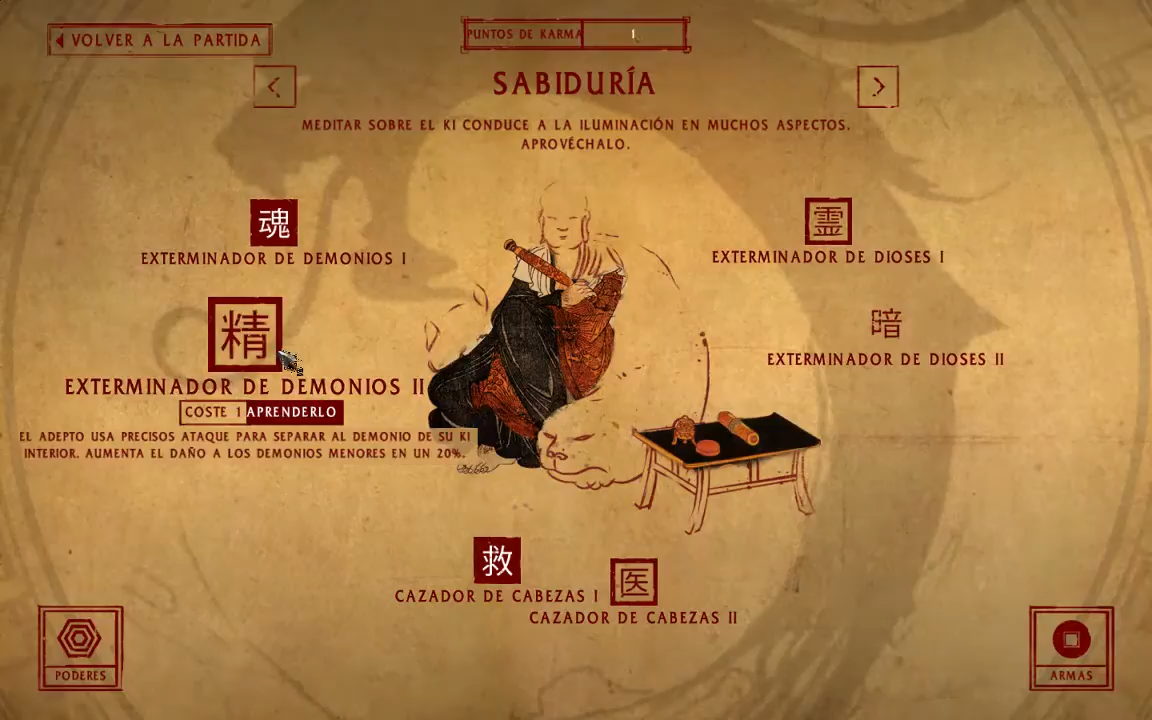 VOLVER A LA PARTIDA
PUNTOS DE KARMA 1
SABIDURÍA
MEDITAR SOBRE EL KI CONDUCE A LA ILUMINACIÓN EN MUCHOS ASPECTOS.
APROVÉCHALO.
魂
EXTERMINADOR DE DEMONIOS I
霊
EXTERMINADOR DE DIOSES I
精
EXTERMINADOR DE DEMONIOS II
COSTE 1 APRENDERLO
EL ADEPTO USA PRECISOS ATAQUE PARA SEPARAR AL DEMONIO DE SU KI
INTERIOR. AUMENTA EL DAÑO A LOS DEMONIOS MENORES EN UN 20%.
暗
EXTERMINADOR DE DIOSES II
救
CAZADOR DE CABEZAS I
医
CAZADOR DE CABEZAS II
PODERES
ARMAS